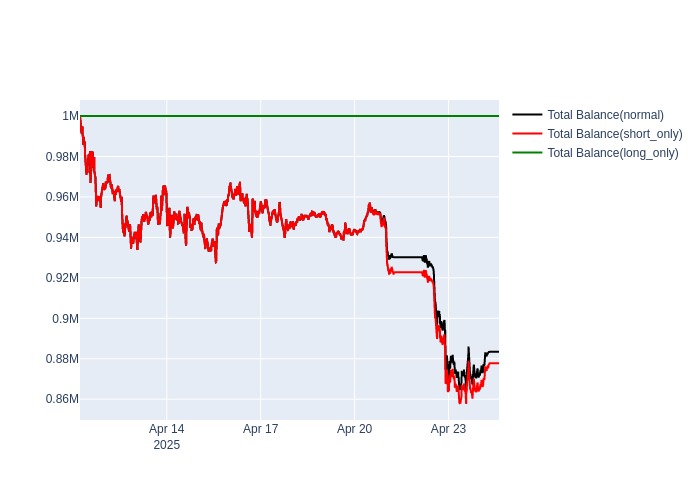 1M
0.98M
0.96M
0.94M
0.92M
0.9M
0.88M
0.86M
Apr 14
2025
Apr 17
Apr 20
Apr 23
Total Balance(normal)
Total Balance(short_only)
Total Balance(long_only)